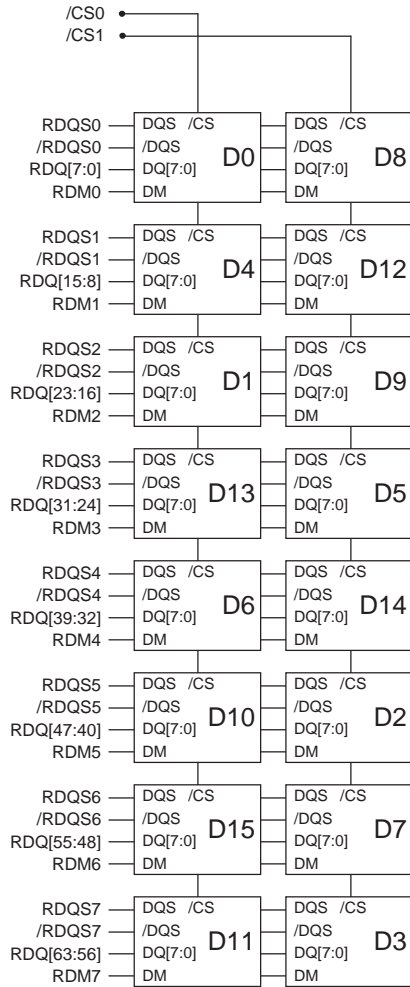 /CS0
/CS1
RDQS0 DQS /CS DQS /CS
/RDQS0 /DQS D0 /DQS D8
RDQ[7:0] DQ[7:0] DQ[7:0]
RDM0 DM DM
RDQS1 DQS /CS DQS /CS
/RDQS1 /DQS D4 /DQS D12
RDQ[15:8] DQ[7:0] DQ[7:0]
RDM1 DM DM
RDQS2 DQS /CS DQS /CS
/RDQS2 /DQS D1 /DQS D9
RDQ[23:16] DQ[7:0] DQ[7:0]
RDM2 DM DM
RDQS3 DQS /CS DQS /CS
/RDQS3 /DQS D13 /DQS D5
RDQ[31:24] DQ[7:0] DQ[7:0]
RDM3 DM DM
RDQS4 DQS /CS DQS /CS
/RDQS4 /DQS D6 /DQS D14
RDQ[39:32] DQ[7:0] DQ[7:0]
RDM4 DM DM
RDQS5 DQS /CS DQS /CS
/RDQS5 /DQS D10 /DQS D2
RDQ[47:40] DQ[7:0] DQ[7:0]
RDM5 DM DM
RDQS6 DQS /CS DQS /CS
/RDQS6 /DQS D15 /DQS D7
RDQ[55:48] DQ[7:0] DQ[7:0]
RDM6 DM DM
RDQS7 DQS /CS DQS /CS
/RDQS7 /DQS D11 /DQS D3
RDQ[63:56] DQ[7:0] DQ[7:0]
RDM7 DM DM